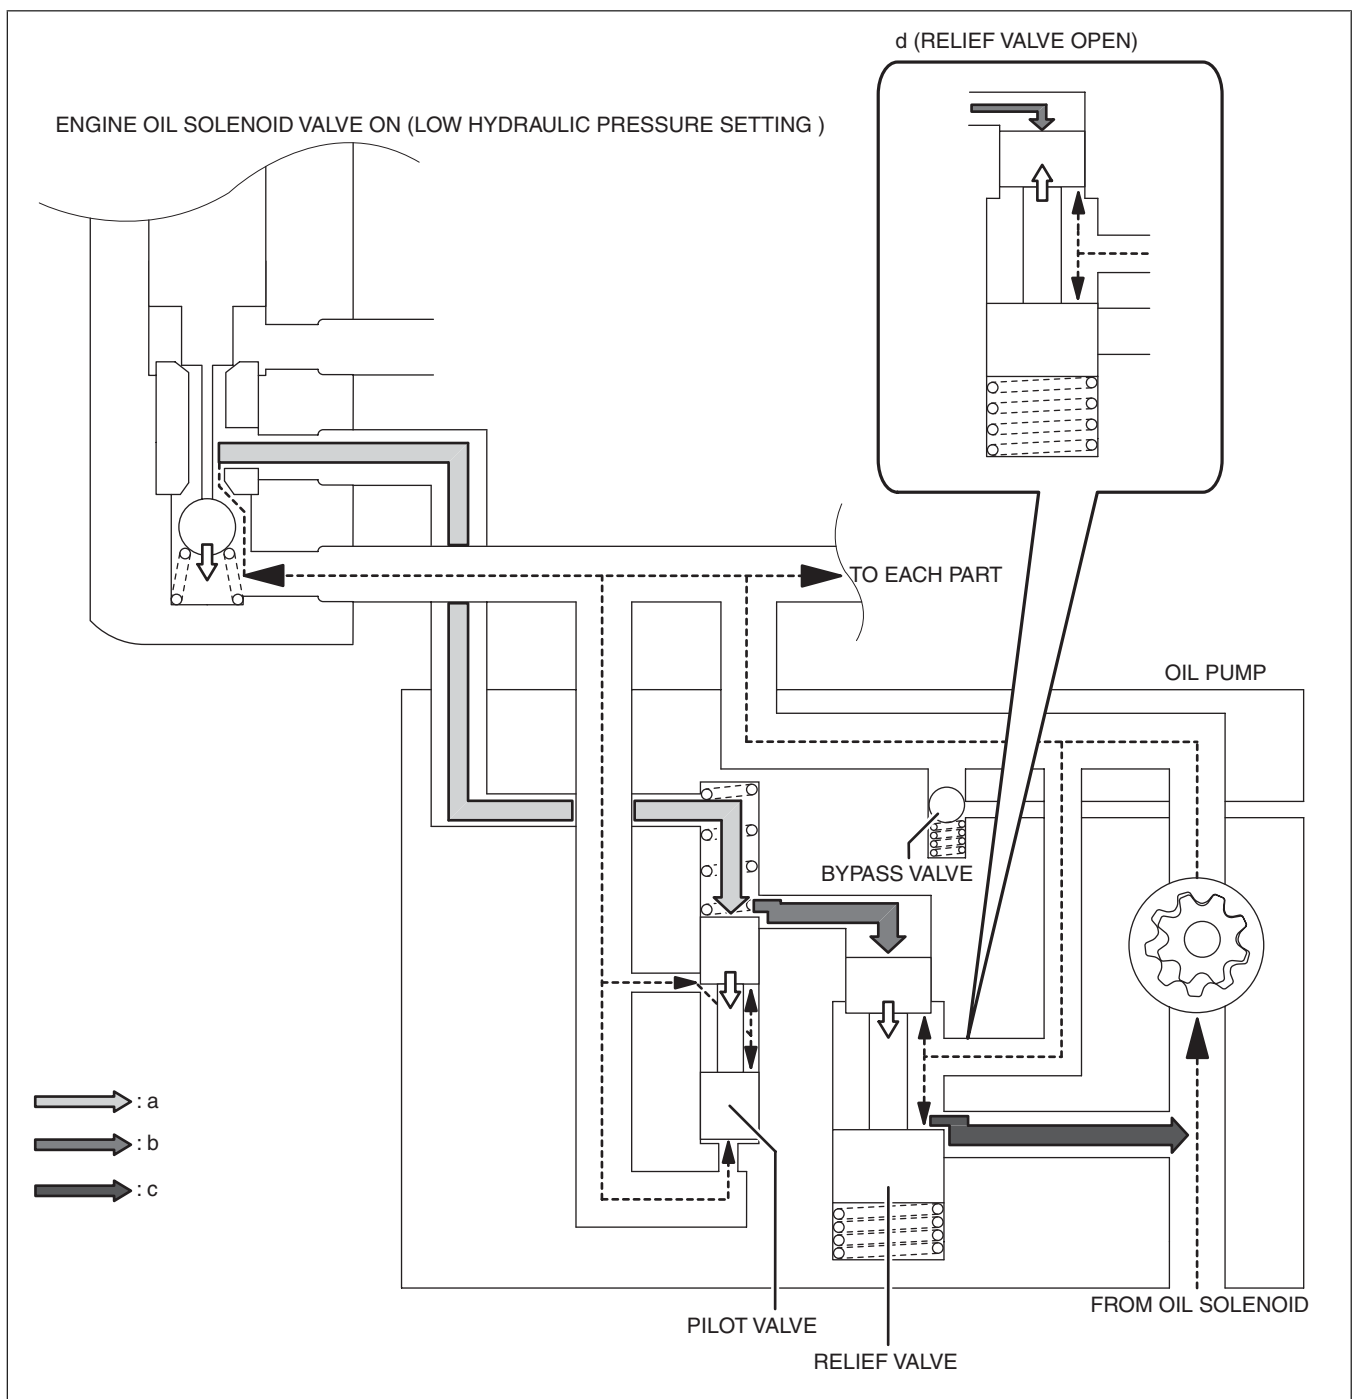 d (RELIEF VALVE OPEN)
ENGINE OIL SOLENOID VALVE ON (LOW HYDRAULIC PRESSURE SETTING )
TO EACH PART
OIL PUMP
BYPASS VALVE
: a
: b
: c
FROM OIL SOLENOID
PILOT VALVE
RELIEF VALVE